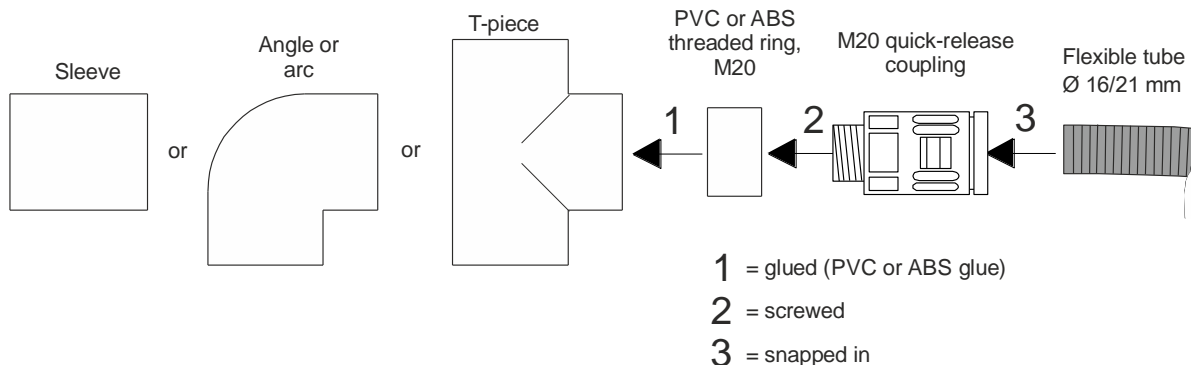 Sleeve
or
Angle or
arc
or
T-piece
1
PVC or ABS
threaded ring,
M20
2
M20 quick-release
coupling
3
Flexible tube
Ø 16/21 mm
1 = glued (PVC or ABS glue)
2 = screwed
3 = snapped in